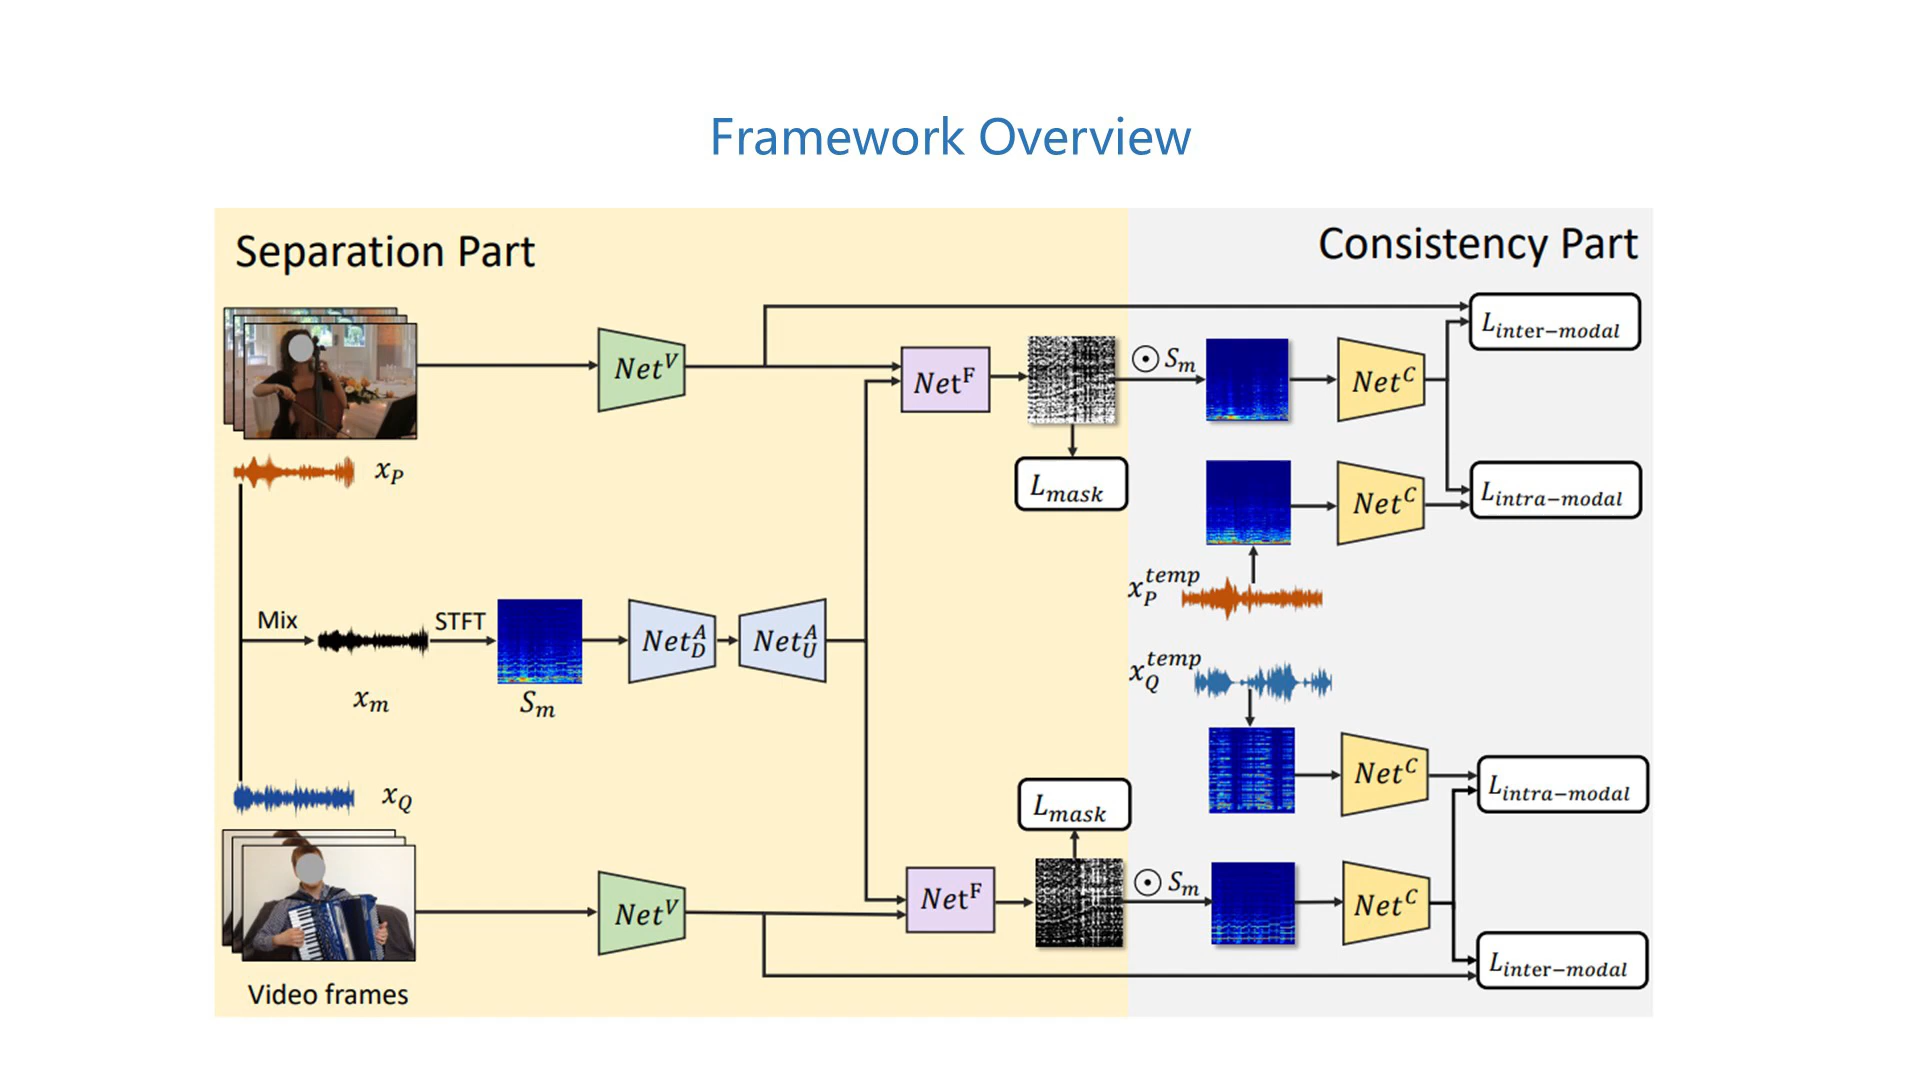 Framework Overview
Separation Part
Consistency Part
Net^V
Net^F
⊙ S_m
Net^C
L_inter−modal
x_P
L_mask
Net^C
L_intra−modal
x_P^temp
Mix
STFT
Net_D^A
Net_U^A
x_m
S_m
x_Q^temp
x_Q
L_mask
Net^C
L_intra−modal
Net^V
Net^F
⊙ S_m
Net^C
L_inter−modal
Video frames